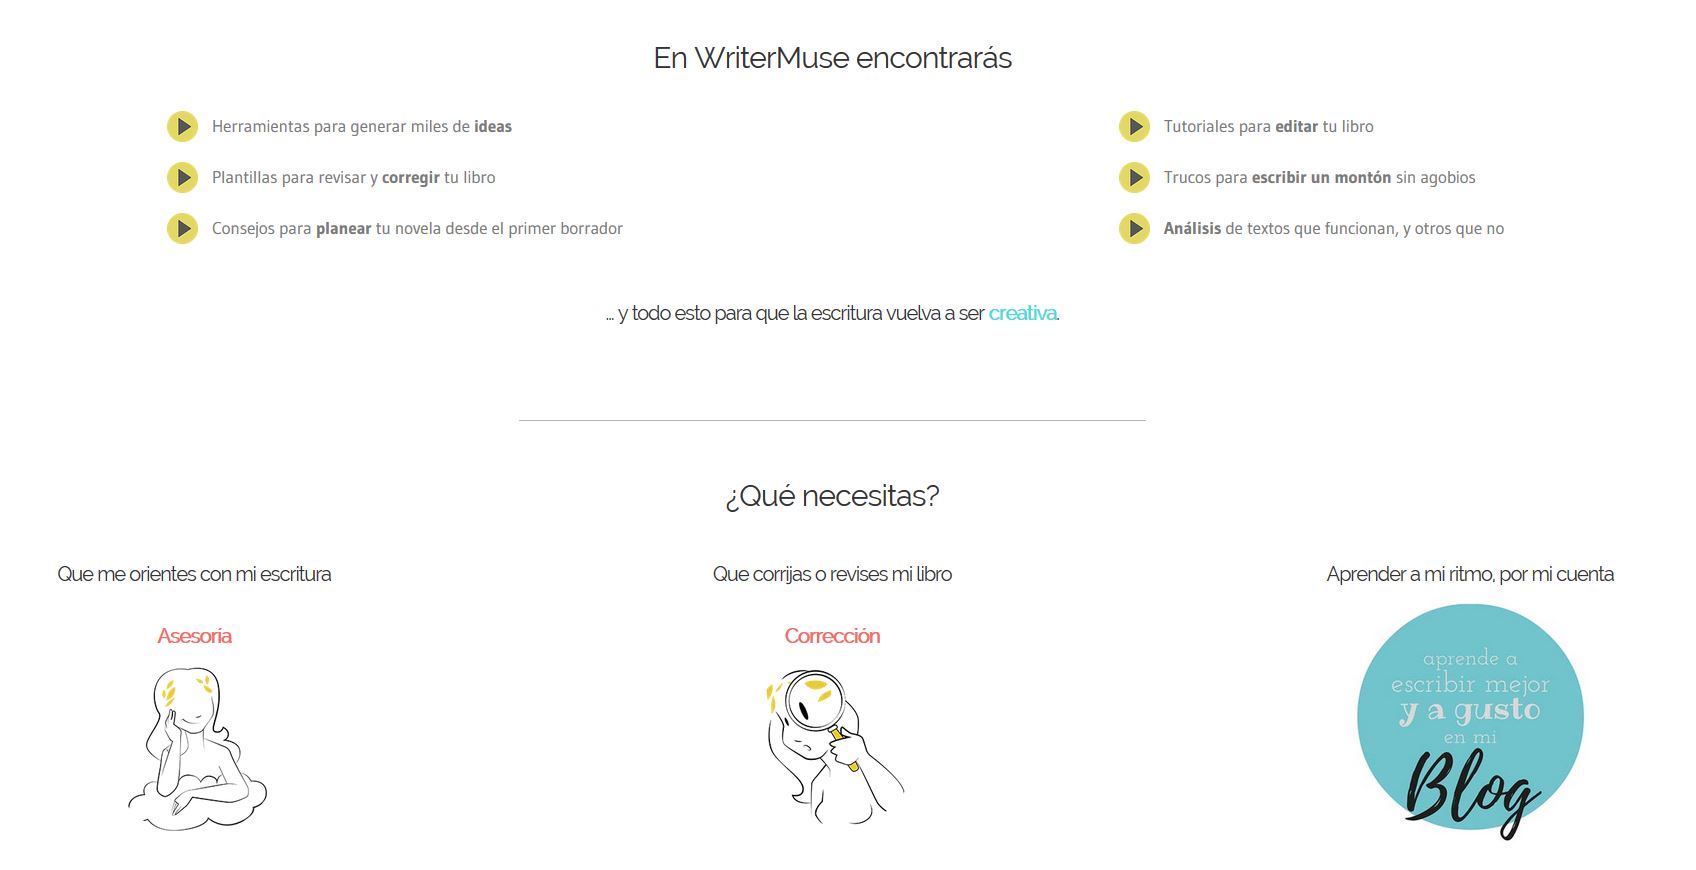 En WriterMuse encontrarás
Herramientas para generar miles de ideas
Plantillas para revisar y corregir tu libro
Consejos para planear tu novela desde el primer borrador
Tutoriales para editar tu libro
Trucos para escribir un montón sin agobios
Análisis de textos que funcionan, y otros que no
... y todo esto para que la escritura vuelva a ser creativa.
¿Qué necesitas?
Que me orientes con mi escritura
Asesoría
Que corrijas o revises mi libro
Corrección
Aprender a mi ritmo, por mi cuenta
aprende a
escribir mejor
y a gusto
en mi
Blog